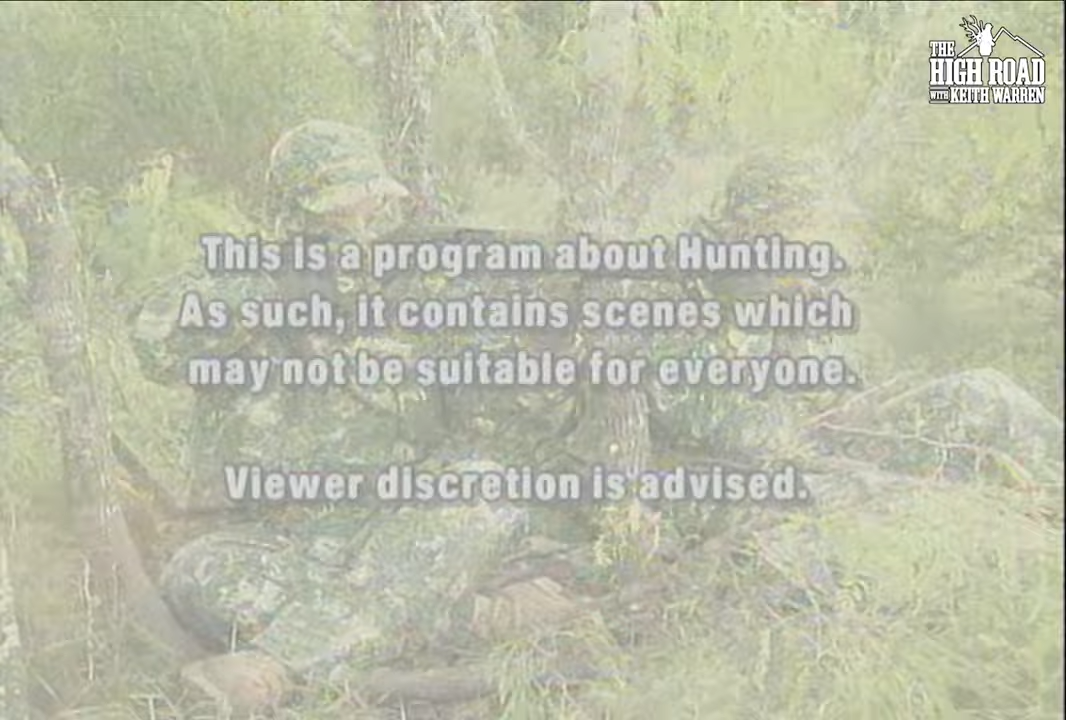 THE
HIGH ROAD
WITH KEITH WARREN
This is a program about Hunting.
As such, it contains scenes which
may not be suitable for everyone.
Viewer discretion is advised.